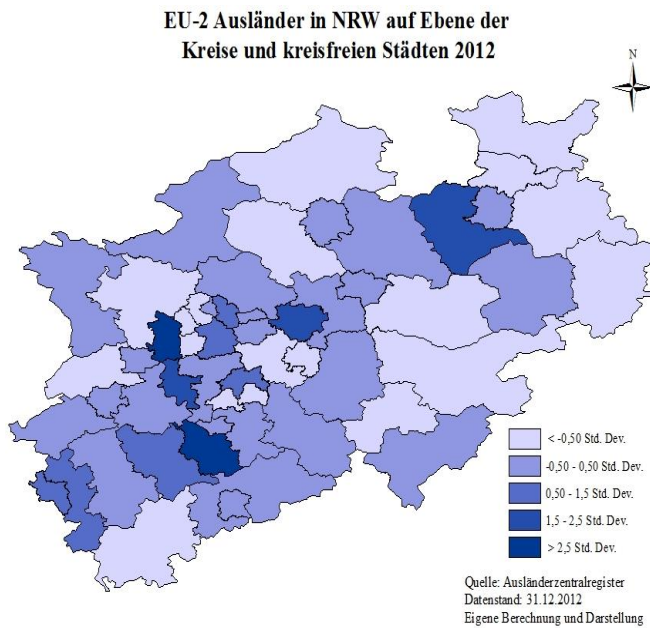 EU-2 Ausländer in NRW auf Ebene der
Kreise und kreisfreien Städten 2012
N
< -0,50 Std. Dev.
-0,50 - 0,50 Std. Dev.
0,50 - 1,5 Std. Dev.
1,5 - 2,5 Std. Dev.
> 2,5 Std. Dev.
Quelle: Ausländerzentralregister
Datenstand: 31.12.2012
Eigene Berechnung und Darstellung